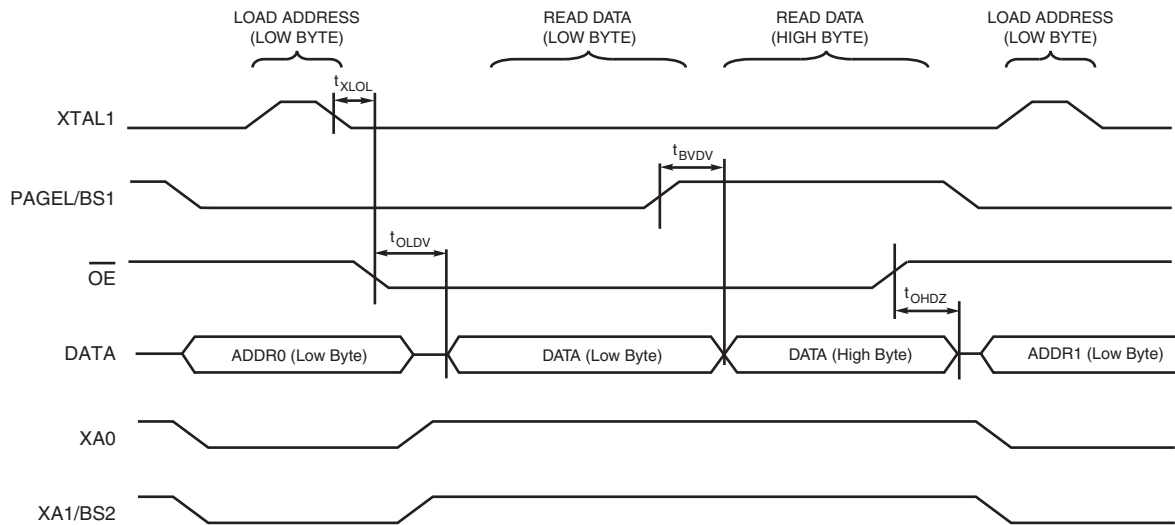 LOAD ADDRESS
(LOW BYTE)
READ DATA
(LOW BYTE)
READ DATA
(HIGH BYTE)
LOAD ADDRESS
(LOW BYTE)
tXLOL
XTAL1
tBVDV
PAGEL/BS1
tOLDV
OE
tOHDZ
DATA
ADDR0 (Low Byte)
DATA (Low Byte)
DATA (High Byte)
ADDR1 (Low Byte)
XA0
XA1/BS2